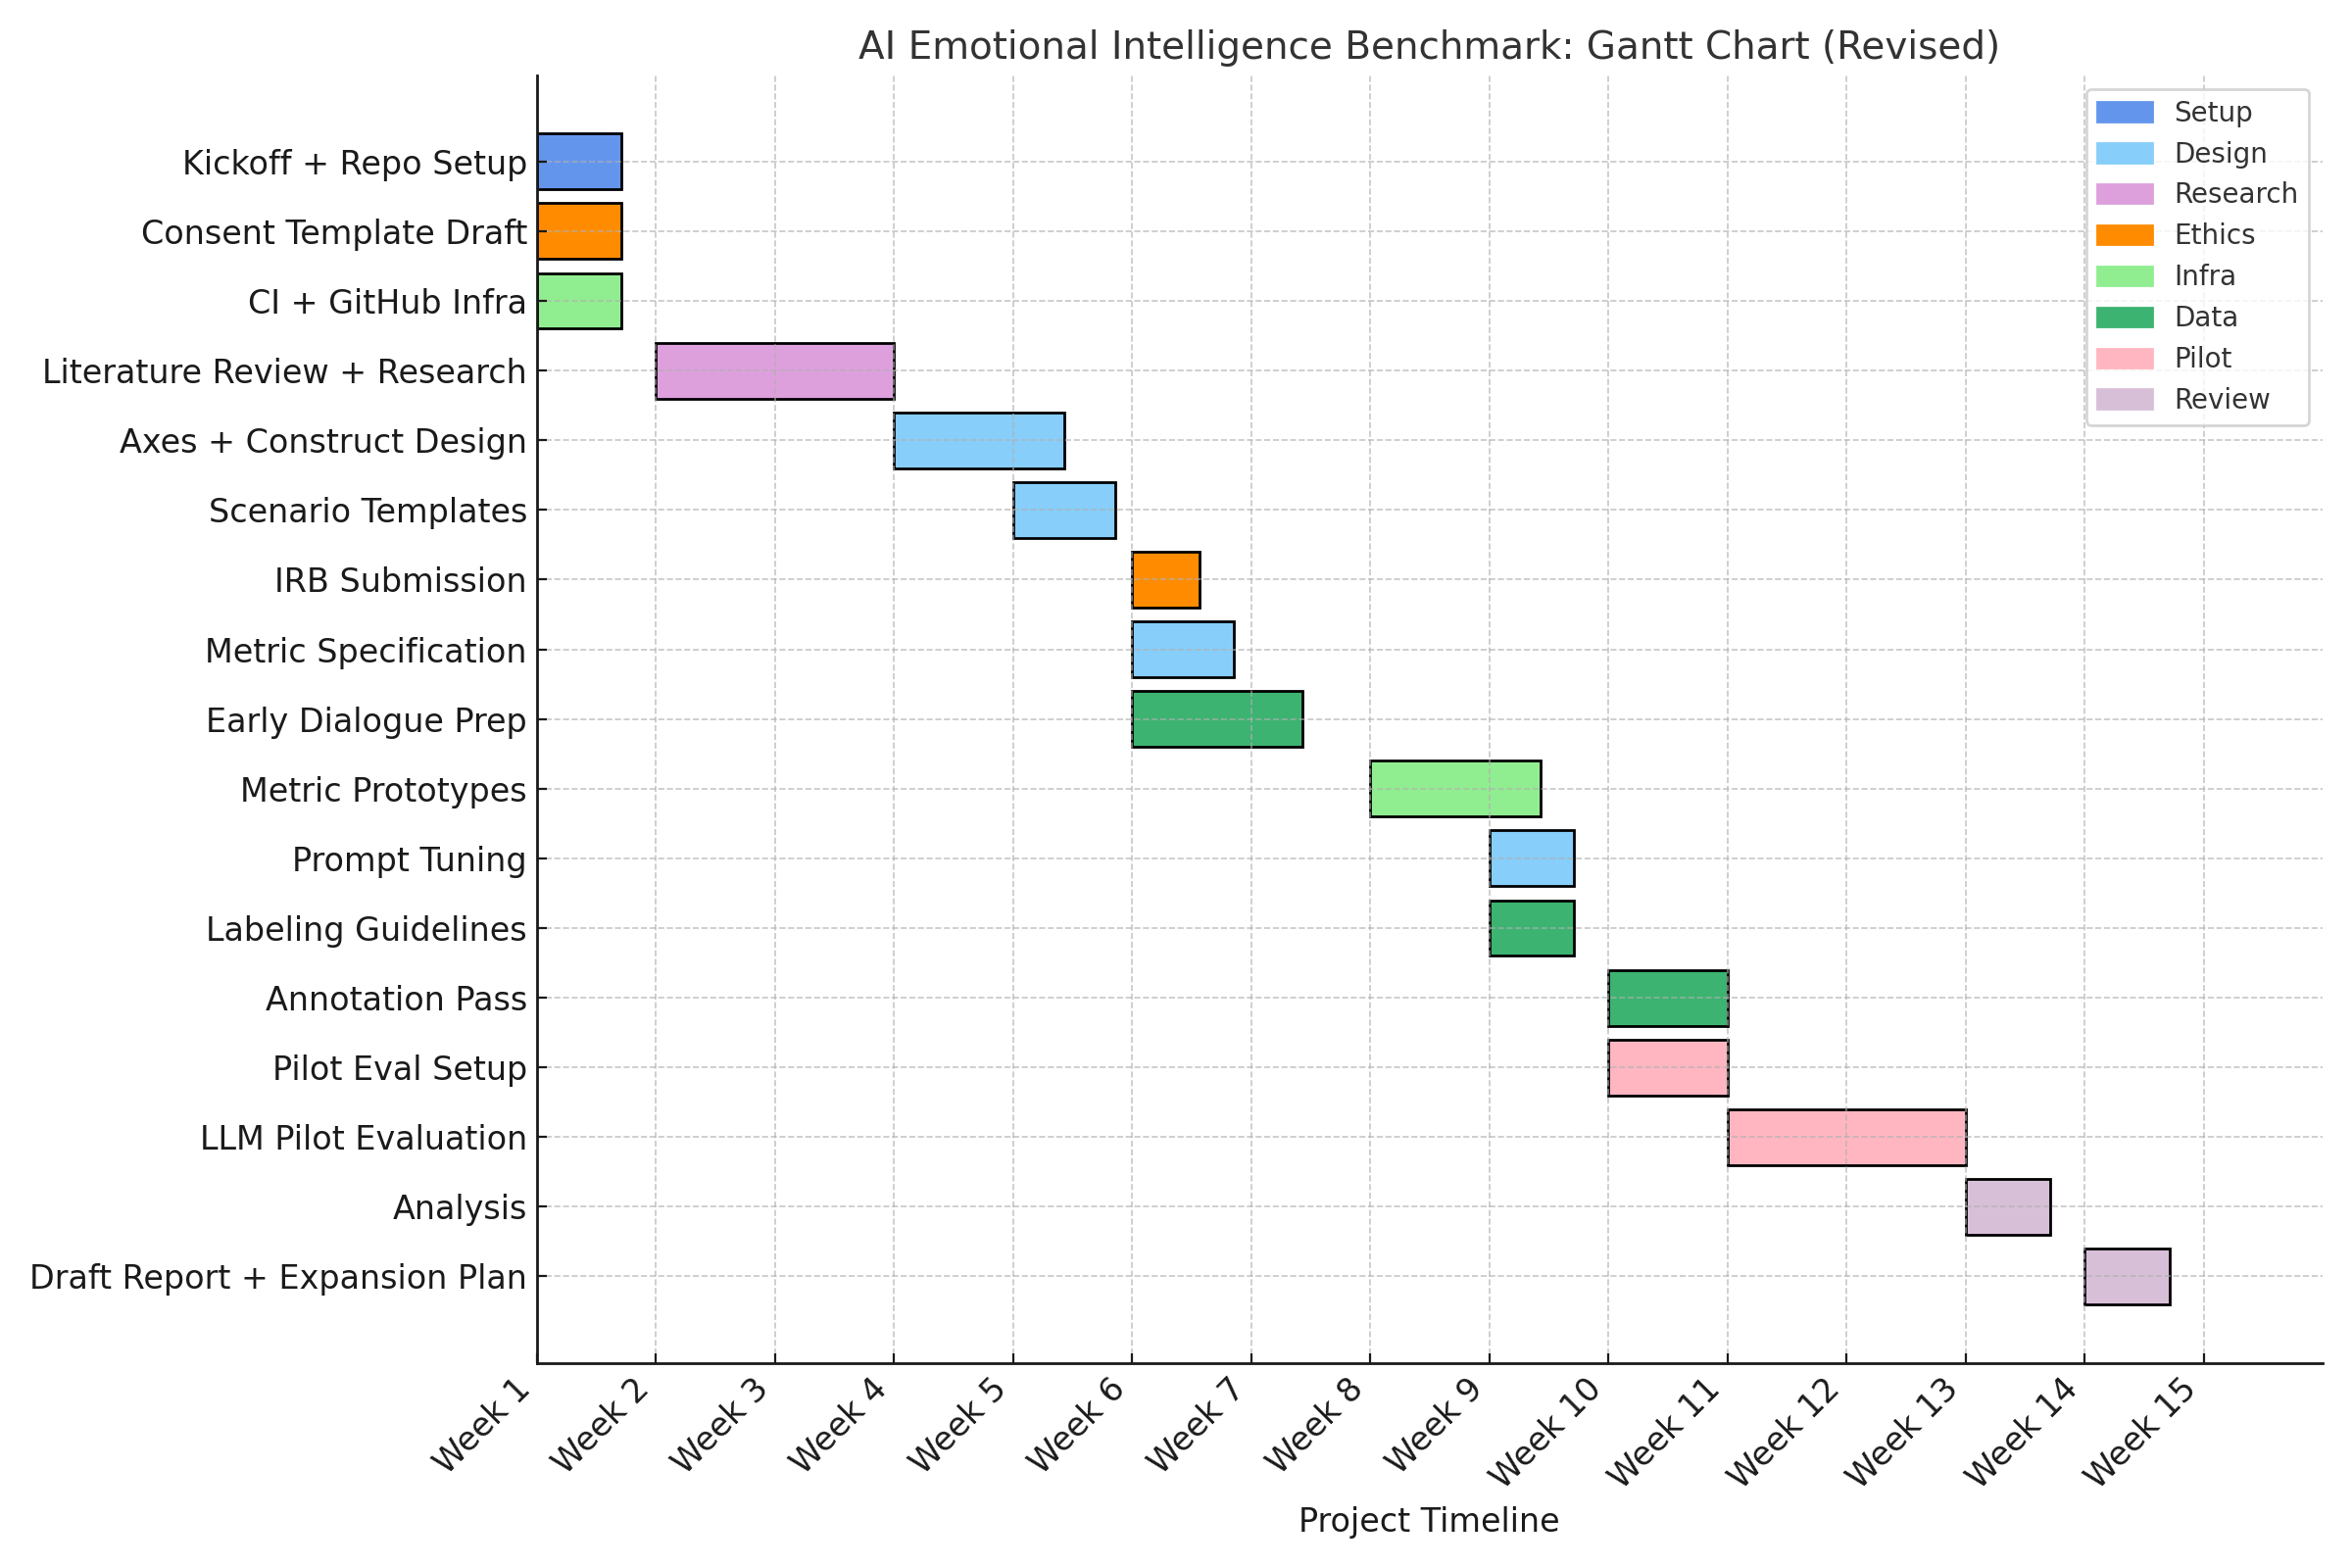 AI Emotional Intelligence Benchmark: Gantt Chart (Revised)
Setup
Design
Research
Ethics
Infra
Data
Pilot
Review
Kickoff + Repo Setup
Consent Template Draft
CI + GitHub Infra
Literature Review + Research
Axes + Construct Design
Scenario Templates
IRB Submission
Metric Specification
Early Dialogue Prep
Metric Prototypes
Prompt Tuning
Labeling Guidelines
Annotation Pass
Pilot Eval Setup
LLM Pilot Evaluation
Analysis
Draft Report + Expansion Plan
Week 1
Week 2
Week 3
Week 4
Week 5
Week 6
Week 7
Week 8
Week 9
Week 10
Week 11
Week 12
Week 13
Week 14
Week 15
Project Timeline